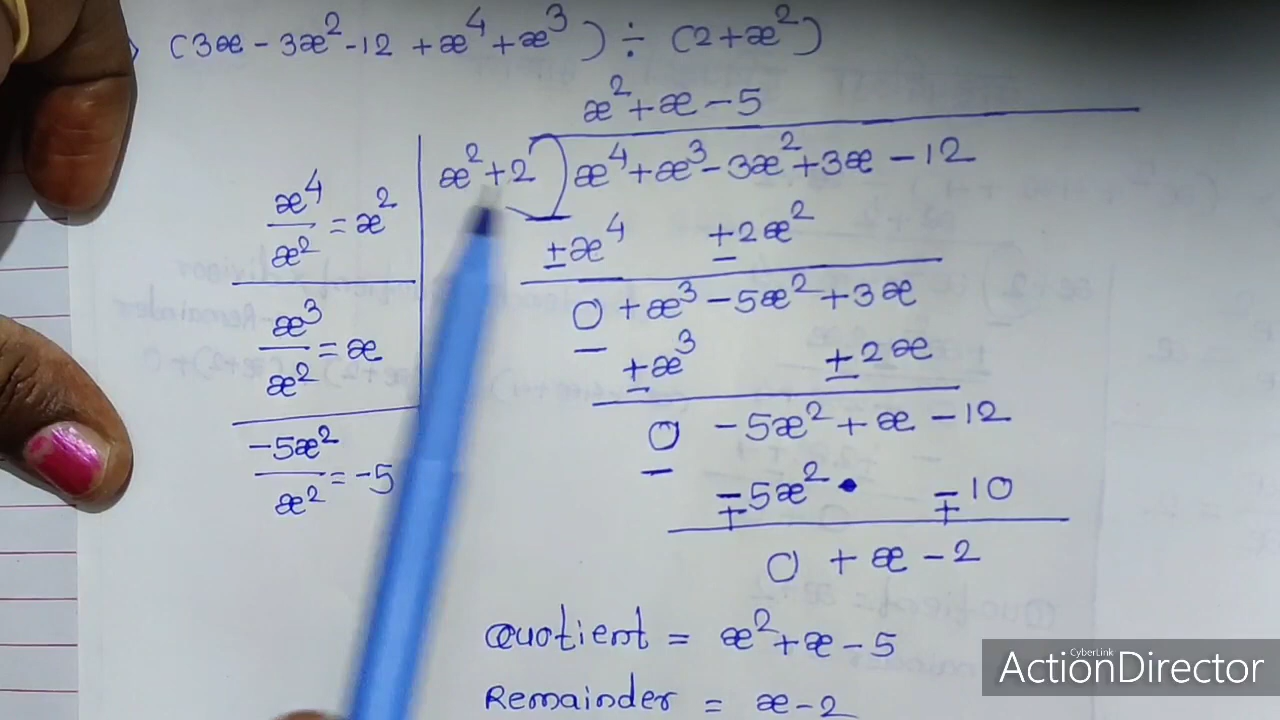 (3x - 3x² - 12 + x⁴ + x³) ÷ (2 + x²)
x² + x - 5
x² + 2 ) x⁴ + x³ - 3x² + 3x - 12
± x⁴ ± 2x²
0 + x³ - 5x² + 3x
± x³ ± 2x
0 - 5x² + x - 12
∓ 5x² ∓ 10
0 + x - 2
x⁴/x² = x²
x³/x² = x
-5x²/x² = -5
Quotient = x² + x - 5
Remainder = x - 2
CyberLink
ActionDirector